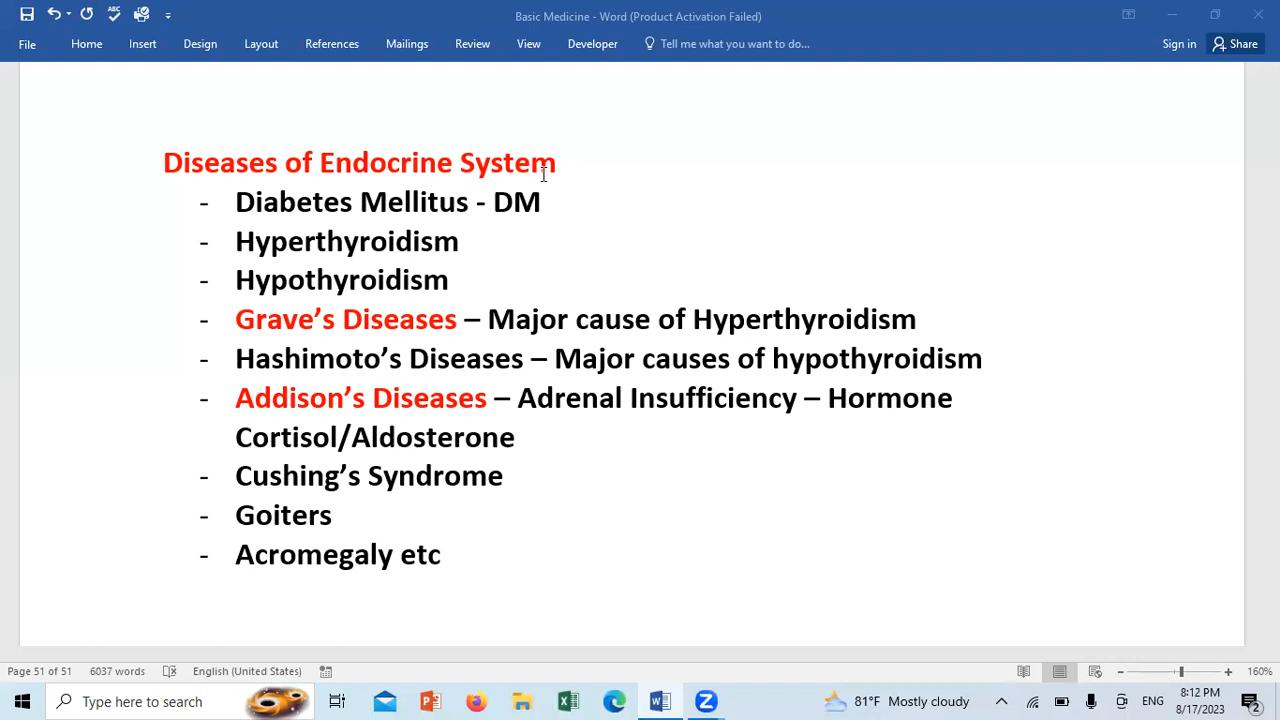 Basic Medicine - Word (Product Activation Failed)
File Home Insert Design Layout References Mailings Review View Developer Tell me what you want to do... Sign in Share
Diseases of Endocrine System
- Diabetes Mellitus - DM
- Hyperthyroidism
- Hypothyroidism
- Grave’s Diseases – Major cause of Hyperthyroidism
- Hashimoto’s Diseases – Major causes of hypothyroidism
- Addison’s Diseases – Adrenal Insufficiency – Hormone
Cortisol/Aldosterone
- Cushing’s Syndrome
- Goiters
- Acromegaly etc
Page 51 of 51 6037 words English (United States) 160%
Type here to search 81°F Mostly cloudy ENG 8:12 PM
8/17/2023 2